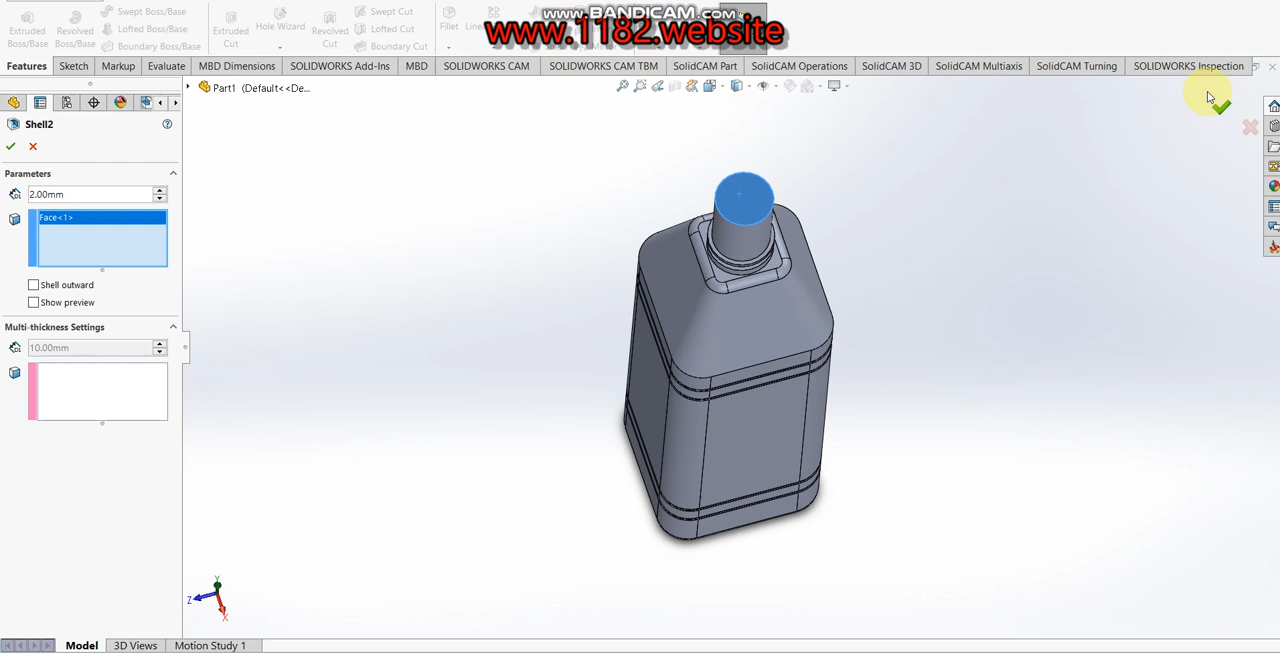 www.BANDICAM.com
www.1182.website
Extruded Boss/Base
Revolved Boss/Base
Swept Boss/Base
Lofted Boss/Base
Boundary Boss/Base
Extruded Cut
Hole Wizard
Revolved Cut
Swept Cut
Lofted Cut
Boundary Cut
Fillet
Features Sketch Markup Evaluate MBD Dimensions SOLIDWORKS Add-Ins MBD SOLIDWORKS CAM SOLIDWORKS CAM TBM SolidCAM Part SolidCAM Operations SolidCAM 3D SolidCAM Multiaxis SolidCAM Turning SOLIDWORKS Inspection
Part1 (Default<<De...
Shell2
Parameters
2.00mm
Face<1>
Shell outward
Show preview
Multi-thickness Settings
10.00mm
Y
Z
X
Model 3D Views Motion Study 1